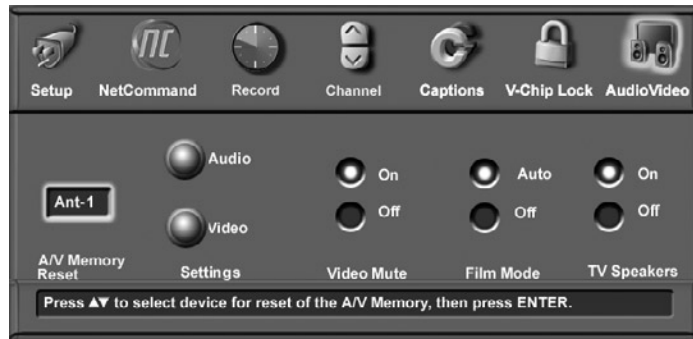 NC
Setup NetCommand Record Channel Captions V-Chip Lock AudioVideo
Audio
On Auto On
Ant-1
Off Off Off
Video
A/V Memory
Reset Settings Video Mute Film Mode TV Speakers
Press ▲▼ to select device for reset of the A/V Memory, then press ENTER.